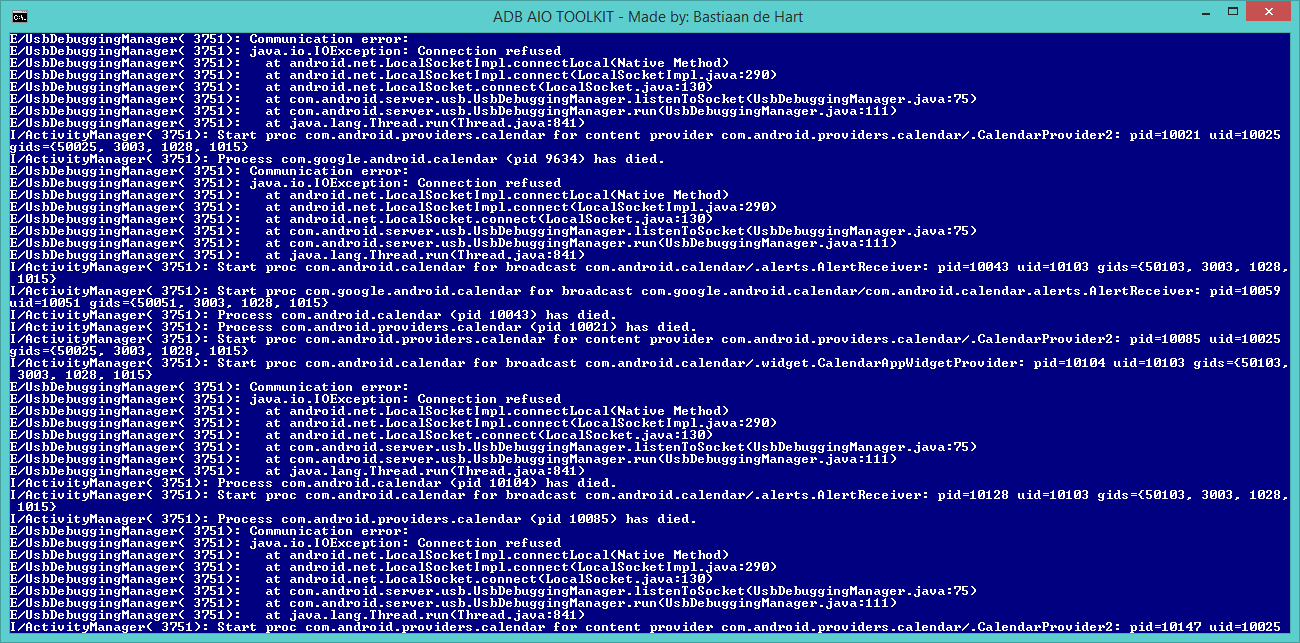 ADB AIO TOOLKIT - Made by: Bastiaan de Hart
E/UsbDebuggingManager( 3751): Communication error:
E/UsbDebuggingManager( 3751): java.io.IOException: Connection refused
E/UsbDebuggingManager( 3751):   at android.net.LocalSocketImpl.connectLocal(Native Method)
E/UsbDebuggingManager( 3751):   at android.net.LocalSocketImpl.connect(LocalSocketImpl.java:290)
E/UsbDebuggingManager( 3751):   at android.net.LocalSocket.connect(LocalSocket.java:130)
E/UsbDebuggingManager( 3751):   at com.android.server.usb.UsbDebuggingManager.listenToSocket(UsbDebuggingManager.java:75)
E/UsbDebuggingManager( 3751):   at com.android.server.usb.UsbDebuggingManager.run(UsbDebuggingManager.java:111)
E/UsbDebuggingManager( 3751):   at java.lang.Thread.run(Thread.java:841)
I/ActivityManager( 3751): Start proc com.android.providers.calendar for content provider com.android.providers.calendar/.CalendarProvider2: pid=10021 uid=10025
gids={50025, 3003, 1028, 1015}
I/ActivityManager( 3751): Process com.google.android.calendar (pid 9634) has died.
E/UsbDebuggingManager( 3751): Communication error:
E/UsbDebuggingManager( 3751): java.io.IOException: Connection refused
E/UsbDebuggingManager( 3751):   at android.net.LocalSocketImpl.connectLocal(Native Method)
E/UsbDebuggingManager( 3751):   at android.net.LocalSocketImpl.connect(LocalSocketImpl.java:290)
E/UsbDebuggingManager( 3751):   at android.net.LocalSocket.connect(LocalSocket.java:130)
E/UsbDebuggingManager( 3751):   at com.android.server.usb.UsbDebuggingManager.listenToSocket(UsbDebuggingManager.java:75)
E/UsbDebuggingManager( 3751):   at com.android.server.usb.UsbDebuggingManager.run(UsbDebuggingManager.java:111)
E/UsbDebuggingManager( 3751):   at java.lang.Thread.run(Thread.java:841)
I/ActivityManager( 3751): Start proc com.android.calendar for broadcast com.android.calendar/.alerts.AlertReceiver: pid=10043 uid=10103 gids={50103, 3003, 1028,
 1015}
I/ActivityManager( 3751): Start proc com.google.android.calendar for broadcast com.google.android.calendar/com.android.calendar.alerts.AlertReceiver: pid=10059
uid=10051 gids={50051, 3003, 1028, 1015}
I/ActivityManager( 3751): Process com.android.calendar (pid 10043) has died.
I/ActivityManager( 3751): Process com.android.providers.calendar (pid 10021) has died.
I/ActivityManager( 3751): Start proc com.android.providers.calendar for content provider com.android.providers.calendar/.CalendarProvider2: pid=10085 uid=10025
gids={50025, 3003, 1028, 1015}
I/ActivityManager( 3751): Start proc com.android.calendar for broadcast com.android.calendar/.widget.CalendarAppWidgetProvider: pid=10104 uid=10103 gids={50103,
 3003, 1028, 1015}
E/UsbDebuggingManager( 3751): Communication error:
E/UsbDebuggingManager( 3751): java.io.IOException: Connection refused
E/UsbDebuggingManager( 3751):   at android.net.LocalSocketImpl.connectLocal(Native Method)
E/UsbDebuggingManager( 3751):   at android.net.LocalSocketImpl.connect(LocalSocketImpl.java:290)
E/UsbDebuggingManager( 3751):   at android.net.LocalSocket.connect(LocalSocket.java:130)
E/UsbDebuggingManager( 3751):   at com.android.server.usb.UsbDebuggingManager.listenToSocket(UsbDebuggingManager.java:75)
E/UsbDebuggingManager( 3751):   at com.android.server.usb.UsbDebuggingManager.run(UsbDebuggingManager.java:111)
E/UsbDebuggingManager( 3751):   at java.lang.Thread.run(Thread.java:841)
I/ActivityManager( 3751): Process com.android.calendar (pid 10104) has died.
I/ActivityManager( 3751): Start proc com.android.calendar for broadcast com.android.calendar/.alerts.AlertReceiver: pid=10128 uid=10103 gids={50103, 3003, 1028,
 1015}
I/ActivityManager( 3751): Process com.android.providers.calendar (pid 10085) has died.
E/UsbDebuggingManager( 3751): Communication error:
E/UsbDebuggingManager( 3751): java.io.IOException: Connection refused
E/UsbDebuggingManager( 3751):   at android.net.LocalSocketImpl.connectLocal(Native Method)
E/UsbDebuggingManager( 3751):   at android.net.LocalSocketImpl.connect(LocalSocketImpl.java:290)
E/UsbDebuggingManager( 3751):   at android.net.LocalSocket.connect(LocalSocket.java:130)
E/UsbDebuggingManager( 3751):   at com.android.server.usb.UsbDebuggingManager.listenToSocket(UsbDebuggingManager.java:75)
E/UsbDebuggingManager( 3751):   at com.android.server.usb.UsbDebuggingManager.run(UsbDebuggingManager.java:111)
E/UsbDebuggingManager( 3751):   at java.lang.Thread.run(Thread.java:841)
I/ActivityManager( 3751): Start proc com.android.providers.calendar for content provider com.android.providers.calendar/.CalendarProvider2: pid=10147 uid=10025